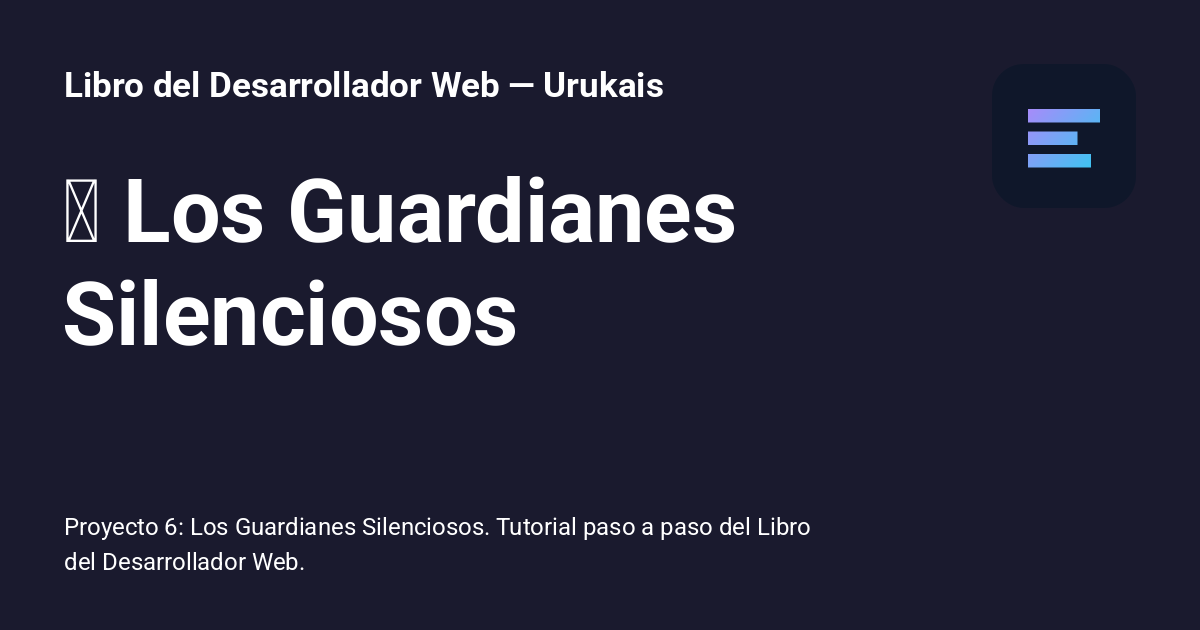 Libro del Desarrollador Web — Urukais
Los Guardianes
Silenciosos
Proyecto 6: Los Guardianes Silenciosos. Tutorial paso a paso del Libro
del Desarrollador Web.